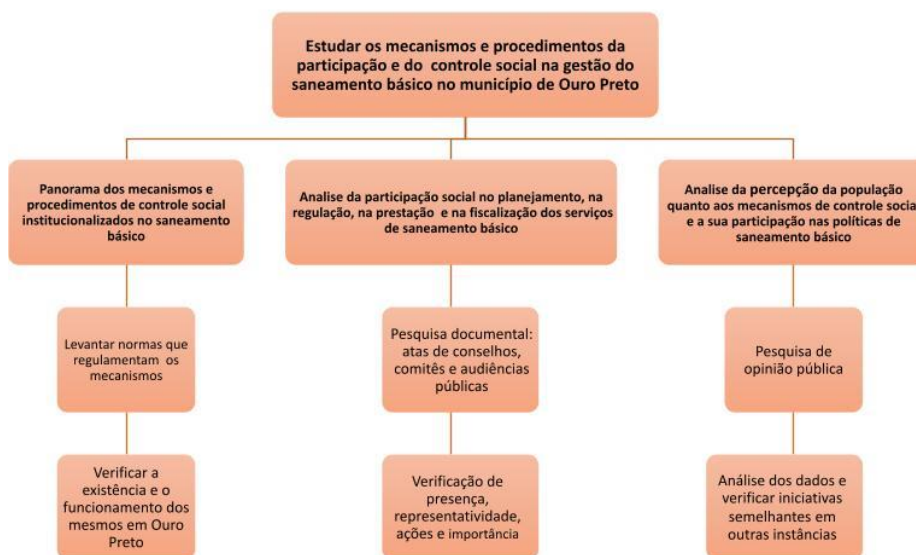 Estudar os mecanismos e procedimentos da
participação e do controle social na gestão do
saneamento básico no município de Ouro Preto
Panorama dos mecanismos e
procedimentos de controle social
institucionalizados no saneamento
básico
Analise da participação social no planejamento, na
regulação, na prestação e na fiscalização dos serviços
de saneamento básico
Analise da percepção da população
quanto aos mecanismos de controle socia
e a sua participação nas políticas de
saneamento básico
Levantar normas que
regulamentam os
mecanismos
Pesquisa documental:
atas de conselhos,
comitês e audiências
públicas
Pesquisa de
opinião pública
Verificar a
existência e o
funcionamento dos
mesmos em Ouro
Preto
Verificação de
presença,
representatividade,
ações e importância
Análise dos dados e
verificar iniciativas
semelhantes em
outras instâncias